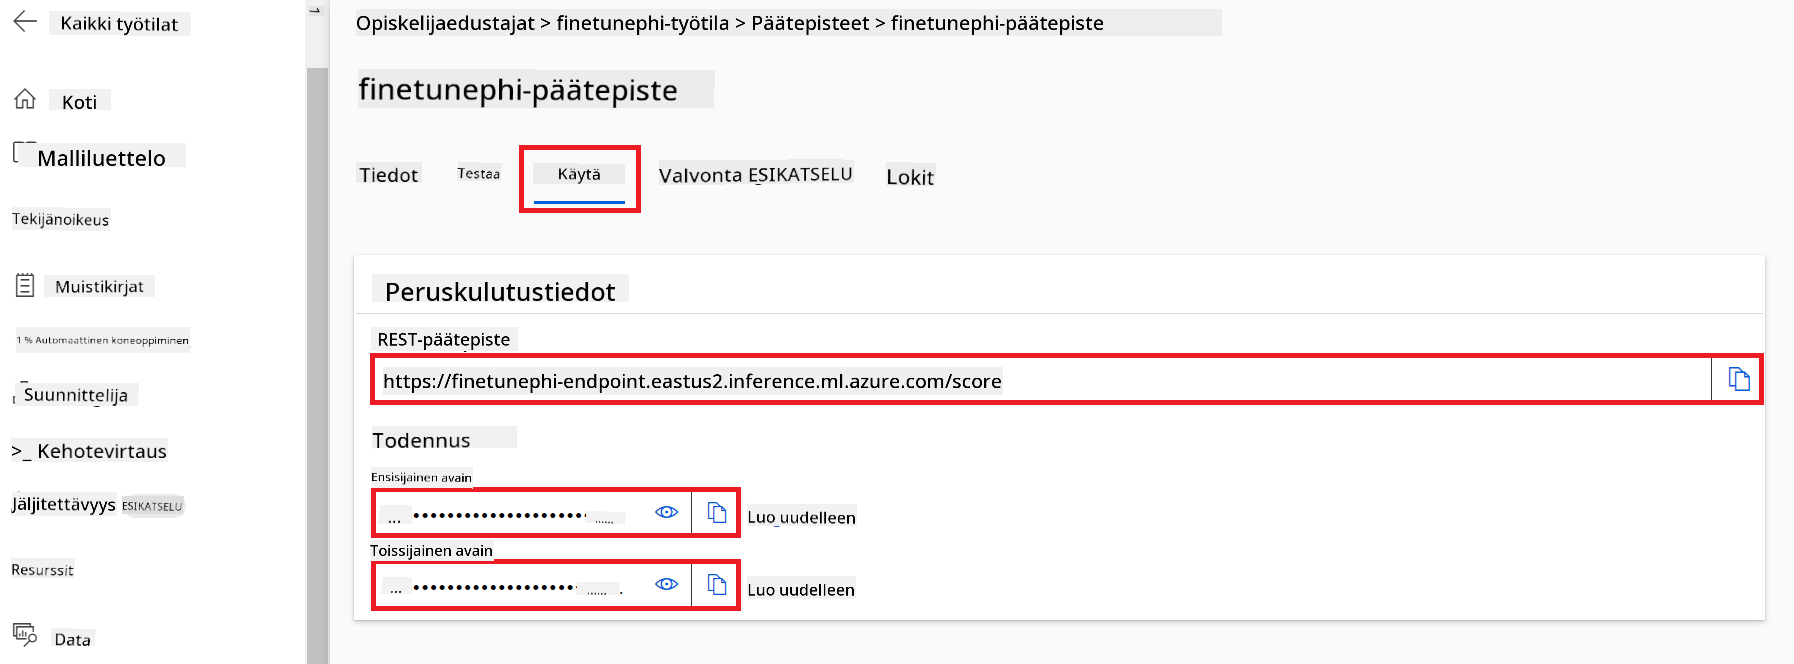 Kaikki työtilat
Koti
Malliluettelo
Tekijänoikeus
Muistikirjat
1 % Automaattinen koneoppiminen
Suunnittelija
>_ Kehotevirtaus
Jäljitettävyys ESIKATSELU
Resurssit
Data
Opiskelijaedustajat > finetunephi-työtila > Päätepisteet > finetunephi-päätepiste
finetunephi-päätepiste
Tiedot Testaa Käytä Valvonta ESIKATSELU Lokit
Peruskulutustiedot
REST-päätepiste
https://finetunephi-endpoint.eastus2.inference.ml.azure.com/score
Todennus
Ensisijainen avain
Luo uudelleen
Toissijainen avain
Luo uudelleen